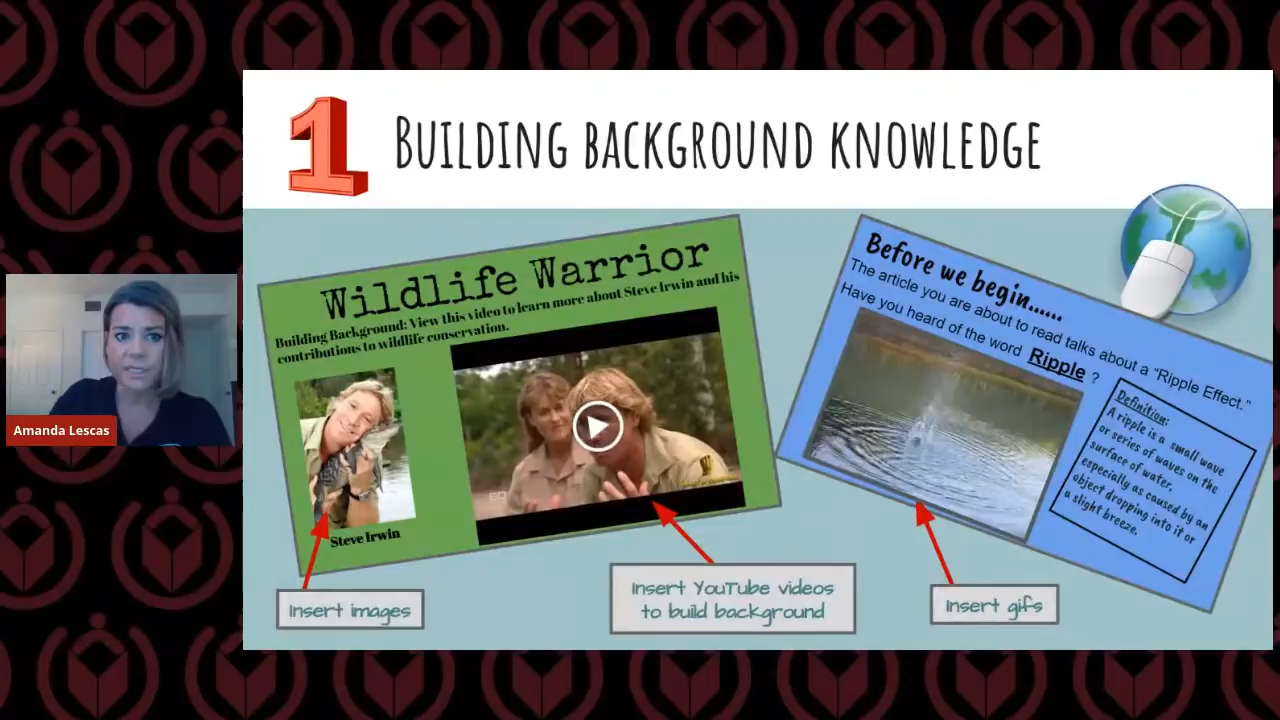 1 Building background knowledge
Wildlife Warrior
Building Background: View this video to learn more about Steve Irwin and his
contributions to wildlife conservation.
Steve Irwin
Before we begin......
The article you are about to read talks about a “Ripple Effect.”
Have you heard of the word Ripple ?
Definition:
A ripple is a small wave
or series of waves on the
surface of water,
especially as caused by an
object dropping into it or
a slight breeze.
Insert images
Insert YouTube videos
to build background
Insert gifs
Amanda Lescas